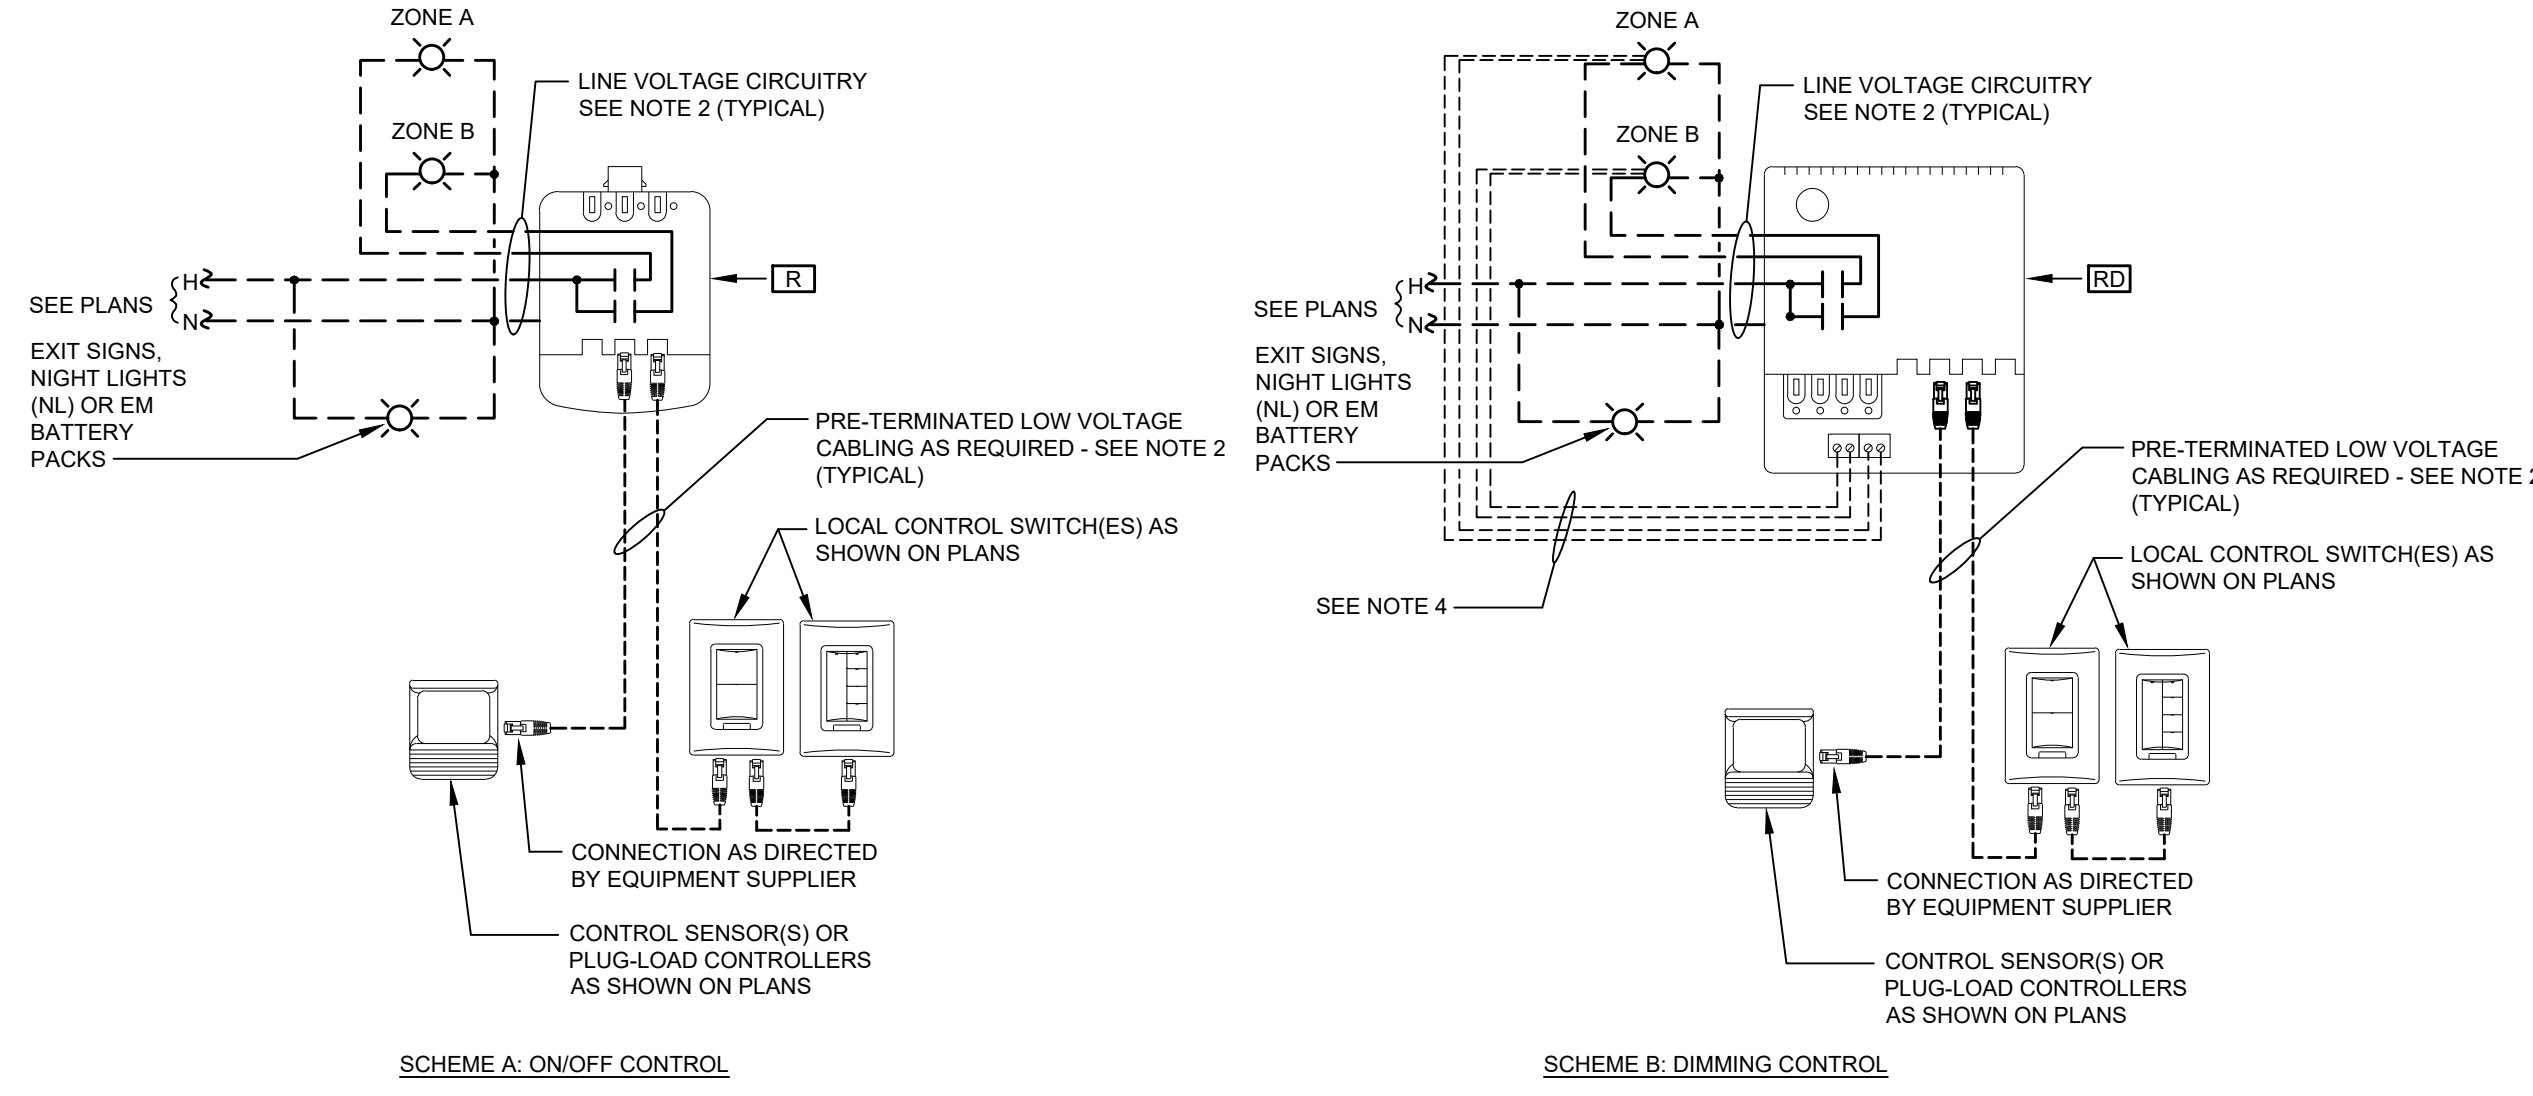 ZONE A
LINE VOLTAGE CIRCUITRY
SEE NOTE 2 (TYPICAL)
ZONE B
R
H
SEE PLANS
N
EXIT SIGNS,
NIGHT LIGHTS
(NL) OR EM
BATTERY
PACKS
PRE-TERMINATED LOW VOLTAGE
CABLING AS REQUIRED - SEE NOTE 2
(TYPICAL)
LOCAL CONTROL SWITCH(ES) AS
SHOWN ON PLANS
CONNECTION AS DIRECTED
BY EQUIPMENT SUPPLIER
CONTROL SENSOR(S) OR
PLUG-LOAD CONTROLLERS
AS SHOWN ON PLANS
SCHEME A: ON/OFF CONTROL
ZONE A
LINE VOLTAGE CIRCUITRY
SEE NOTE 2 (TYPICAL)
ZONE B
RD
H
SEE PLANS
N
EXIT SIGNS,
NIGHT LIGHTS
(NL) OR EM
BATTERY
PACKS
PRE-TERMINATED LOW VOLTAGE
CABLING AS REQUIRED - SEE NOTE 2
(TYPICAL)
LOCAL CONTROL SWITCH(ES) AS
SHOWN ON PLANS
SEE NOTE 4
CONNECTION AS DIRECTED
BY EQUIPMENT SUPPLIER
CONTROL SENSOR(S) OR
PLUG-LOAD CONTROLLERS
AS SHOWN ON PLANS
SCHEME B: DIMMING CONTROL